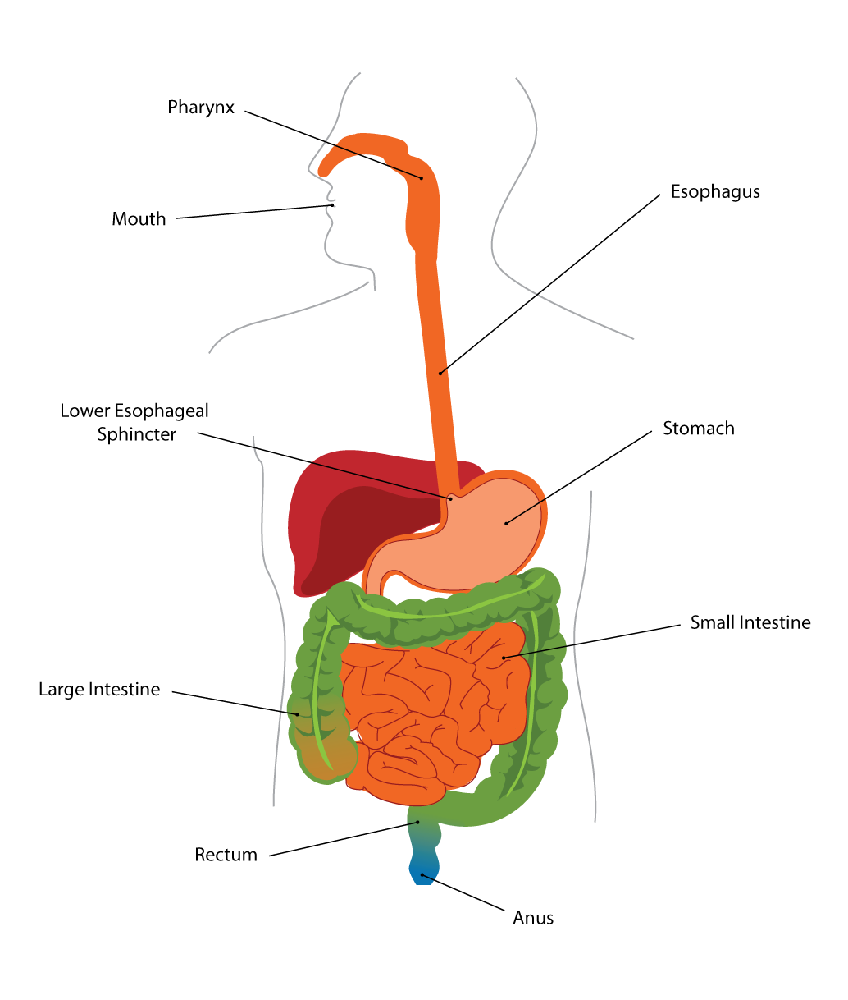 Pharynx
Esophagus
Mouth
Lower Esophageal
Sphincter
Stomach
Small Intestine
Large Intestine
Rectum
Anus